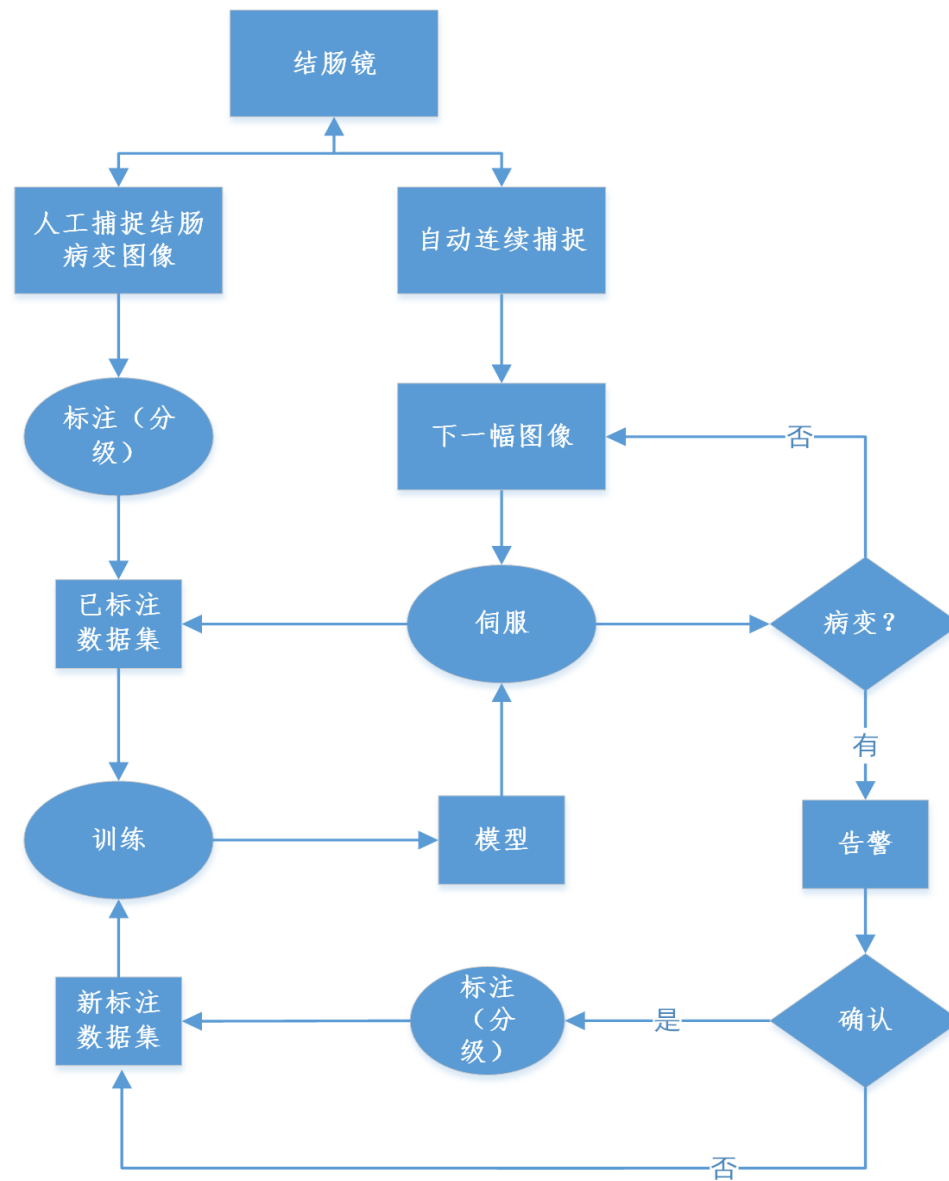 结肠镜
人工捕捉结肠
病变图像
自动连续捕捉
标注（分
级）
下一幅图像
否
已标注
数据集
伺服
病变？
有
训练
模型
告警
新标注
数据集
标注
（分
级）
是
确认
否